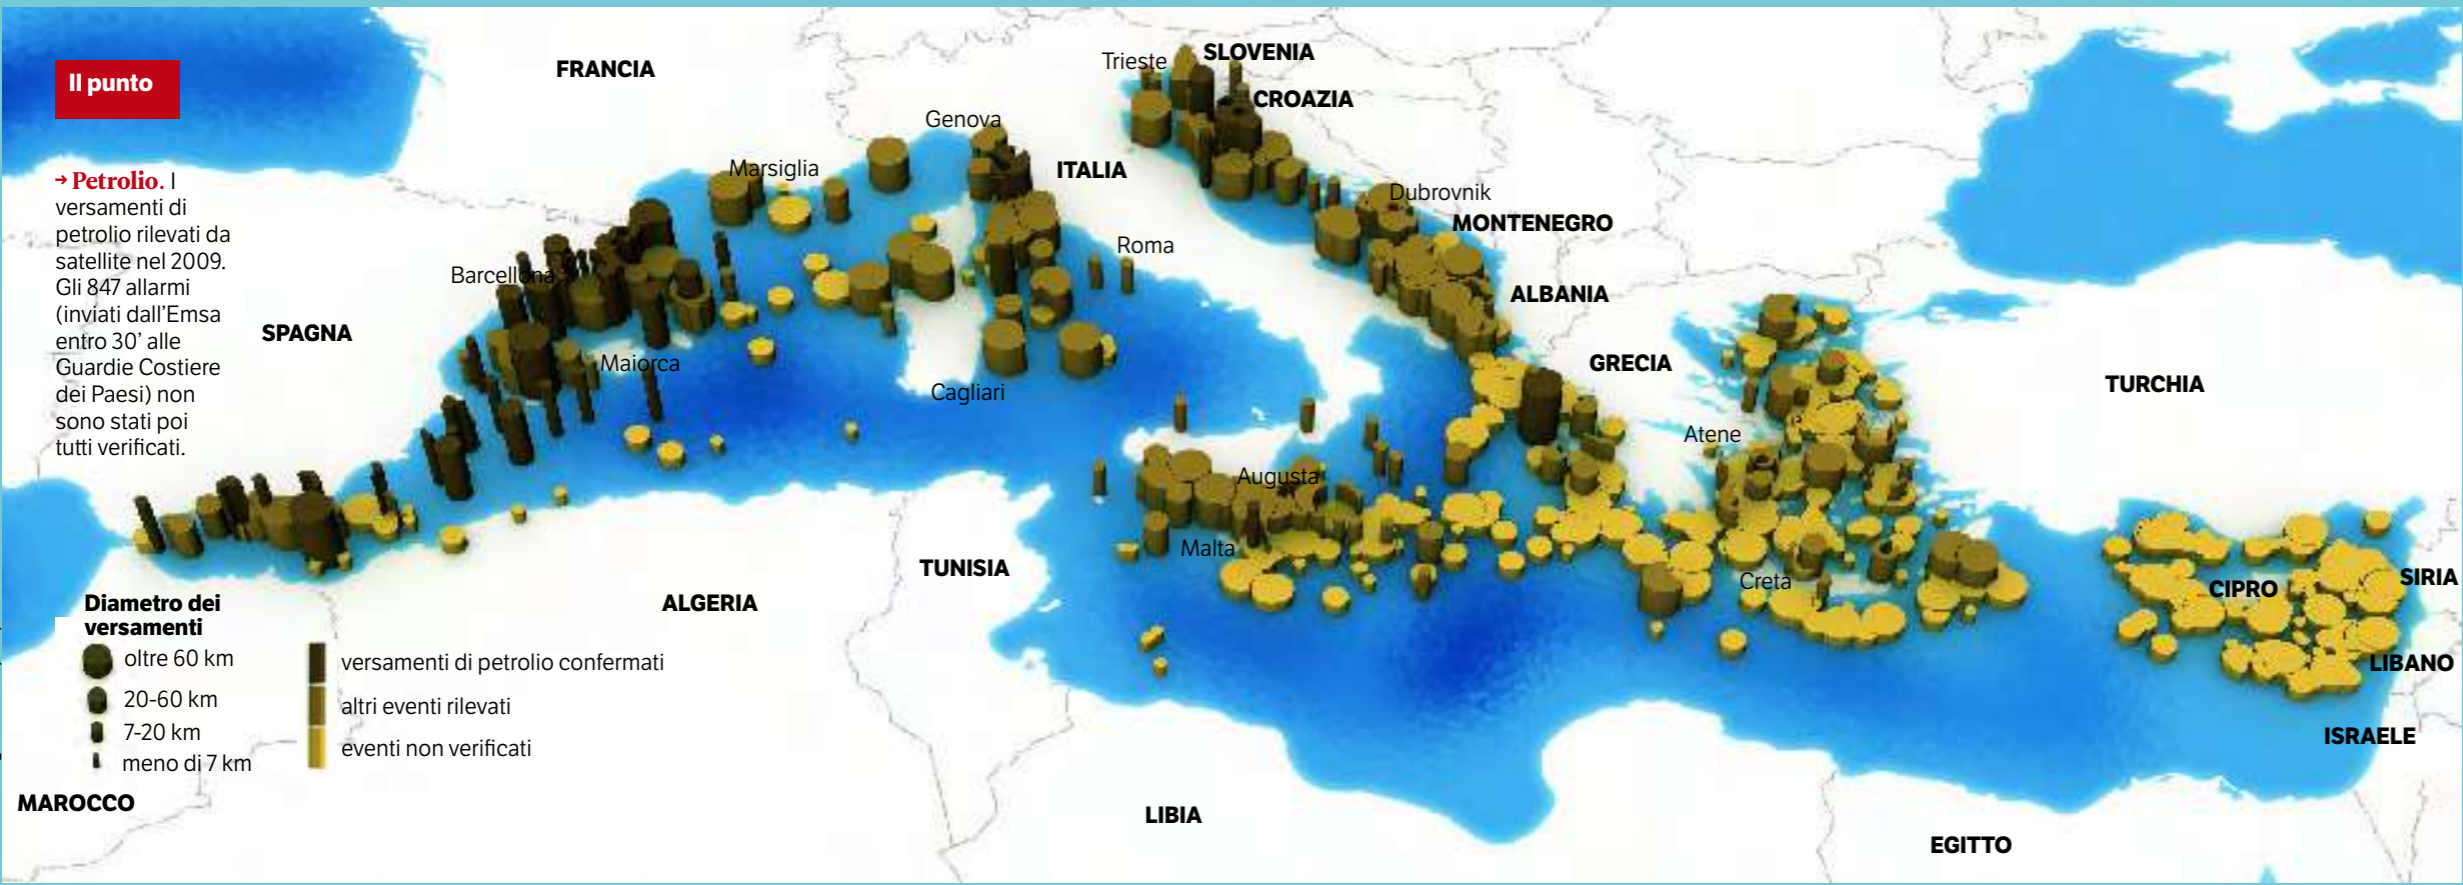 Il punto
→ Petrolio. I
versamenti di
petrolio rilevati da
satellite nel 2009.
Gli 847 allarmi
(inviati dall'Emsa
entro 30' alle
Guardie Costiere
dei Paesi) non
sono stati poi
tutti verificati.
FRANCIA
Trieste
SLOVENIA
CROAZIA
Genova
Marsiglia
ITALIA
Dubrovnik
MONTENEGRO
Roma
Barcellona
ALBANIA
SPAGNA
Maiorca
GRECIA
TURCHIA
Cagliari
Atene
Augusta
Malta
TUNISIA
Creta
CIPRO
SIRIA
ALGERIA
LIBANO
ISRAELE
MAROCCO
LIBIA
EGITTO
Diametro dei
versamenti
oltre 60 km
20-60 km
7-20 km
meno di 7 km
versamenti di petrolio confermati
altri eventi rilevati
eventi non verificati